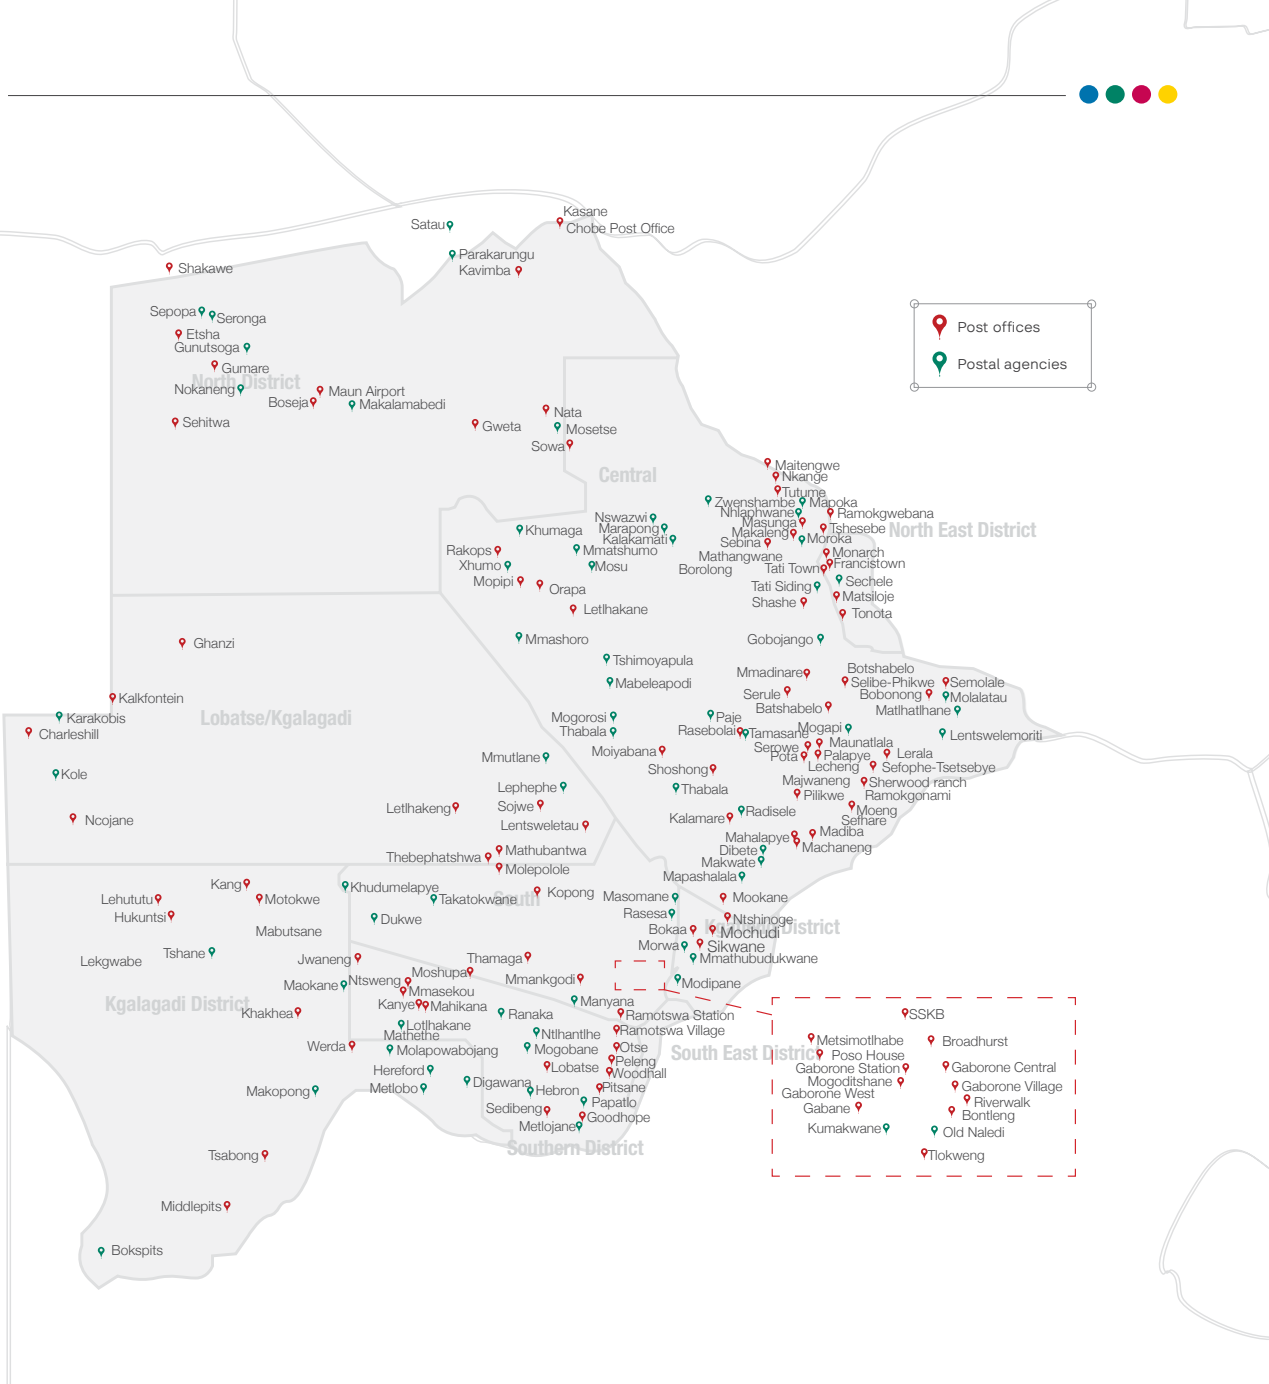 Kasane
Satau
Chobe Post Office
Parakarungu
Shakawe
Kavimba
Sepopa
Seronga
Post offices
Etsha
Gunutsoga
Postal agencies
Gumare
North District
Nokaneng
Maun Airport
Boseja
Makalamabedi
Nata
Sehitwa
Gweta
Mosetse
Sowa
Maitengwe
Central
Nkange
Tutume
Zwenshambe
Mapoka
Nswazwi
Nhlaphwane
Ramokgwebana
Marapong
Masunga
Tshesebe
North East District
Khumaga
Makaleng
Kalakamati
Sebina
Moroka
Rakops
Mmatshumo
Mathangwane
Monarch
Xhumo
Mosu
Borolong
Tati Town
Francistown
Mopipi
Orapa
Tati Siding
Sechele
Shashe
Matsiloje
Letlhakane
Tonota
Mmashoro
Gobojango
Ghanzi
Tshimoyapula
Botshabelo
Mmadinare
Mabeleapodi
Selibe-Phikwe
Semolale
Kalkfontein
Serule
Bobonong
Molalatau
Batshabelo
Matlhatlhane
Karakobis
Lobatse/Kgalagadi
Mogorosi
Paje
Charleshill
Thabala
Rasebolai
Tamasane
Mogapi
Lentswelemoriti
Moiyabana
Serowe
Maunatlala
Mmutlane
Pota
Palapye
Lerala
Kole
Shoshong
Lecheng
Sefophe-Tsetsebye
Lephephe
Thabala
Majwaneng
Sherwood ranch
Pilikwe
Ramokgonami
Letlhakeng
Sojwe
Radisele
Moeng
Ncojane
Kalamare
Sefhare
Lentsweletau
Mahalapye
Madiba
Mathubantwa
Dibete
Machaneng
Thebephatshwa
Makwate
Molepolole
Mapashalala
Kang
Khudumelapye
Kopong
Lehututu
Motokwe
Takatokwane
South
Masomane
Mookane
Hukuntsi
Dukwe
Rasesa
Ntshinoge
Kgatleng District
Mabutsane
Bokaa
Mochudi
Tshane
Morwa
Sikwane
Lekgwabe
Jwaneng
Thamaga
Mmathubudukwane
Moshupa
Maokane
Ntsweng
Mmankgodi
Modipane
Mmasekou
Kgalagadi District
Kanye
Mahikana
Manyana
Khakhea
Ranaka
Ramotswa Station
SSKB
Lotlhakane
Ramotswa Village
Mathethe
Ntlhantlhe
Metsimotlhabe
Broadhurst
Werda
Molapowabojang
Mogobane
Otse
South East District
Poso House
Hereford
Lobatse
Peleng
Gaborone Station
Gaborone Central
Woodhall
Mogoditshane
Metlobo
Digawana
Pitsane
Gaborone Village
Makopong
Hebron
Gaborone West
Papatlo
Riverwalk
Sedibeng
Gabane
Bontleng
Goodhope
Metlojane
Kumakwane
Old Naledi
Southern District
Tsabong
Tlokweng
Middlepits
Bokspits